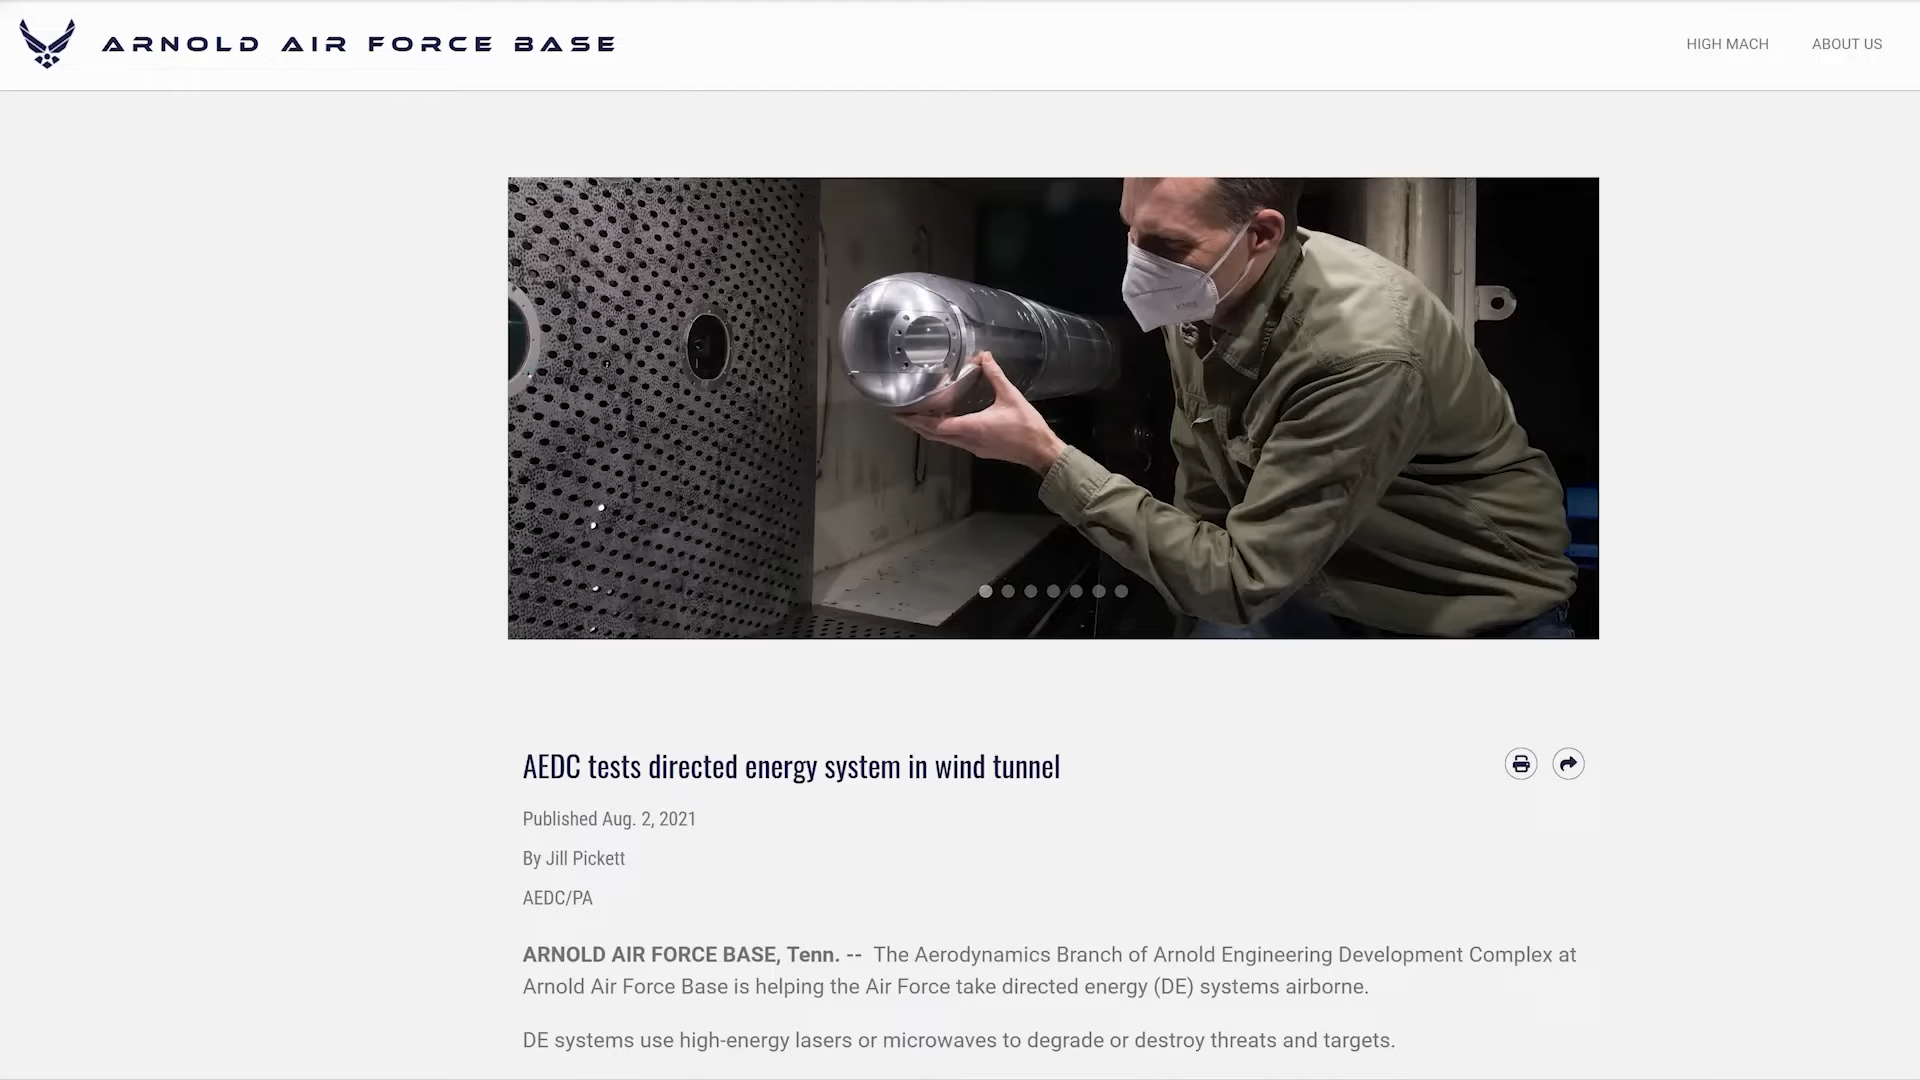 ARNOLD AIR FORCE BASE
HIGH MACH
ABOUT US
AEDC tests directed energy system in wind tunnel
Published Aug. 2, 2021
By Jill Pickett
AEDC/PA
ARNOLD AIR FORCE BASE, Tenn. -- The Aerodynamics Branch of Arnold Engineering Development Complex at
Arnold Air Force Base is helping the Air Force take directed energy (DE) systems airborne.
DE systems use high-energy lasers or microwaves to degrade or destroy threats and targets.